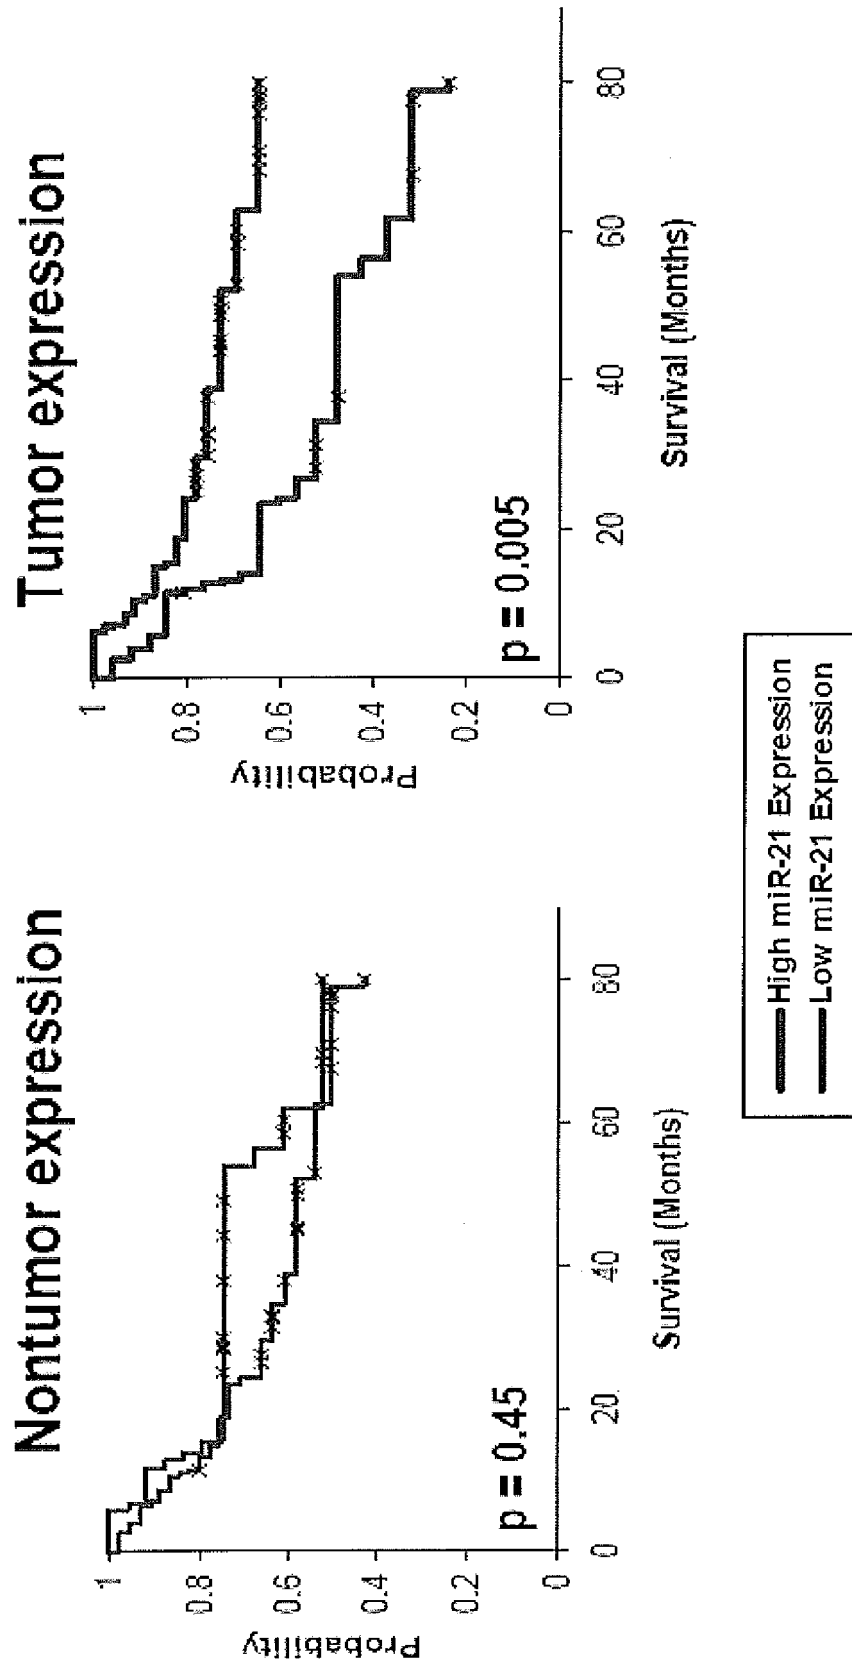 Nontumor expression
Probability
1
0.8
0.6
0.4
0.2
0
p = 0.45
0 20 40 60 80
Survival (Months)
Tumor expression
Probability
1
0.8
0.6
0.4
0.2
0
p = 0.005
0 20 40 60 80
Survival (Months)
High miR-21 Expression
Low miR-21 Expression